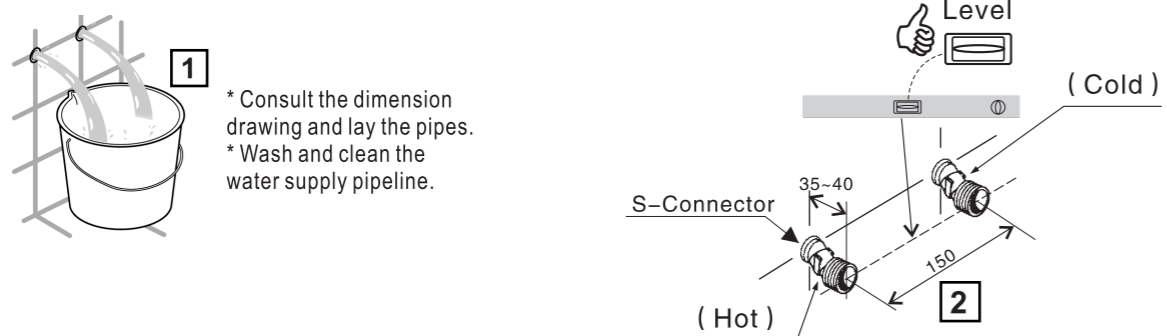 1
* Consult the dimension
drawing and lay the pipes.
* Wash and clean the
water supply pipeline.
Level
( Cold )
35~40
S-Connector
150
2
( Hot )